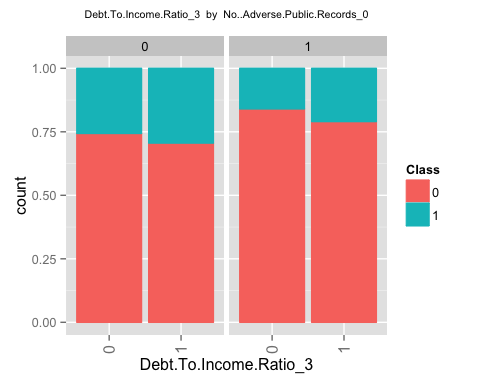 Debt.To.Income.Ratio_3 by No..Adverse.Public.Records_0
0 1
1.00
0.75
0.50
0.25
0.00
count
0 1 0 1
Debt.To.Income.Ratio_3
Class
0
1